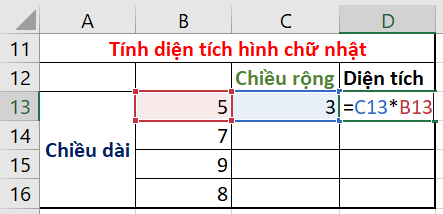 A B C D
11 Tính diện tích hình chữ nhật
12 Chiều rộng Diện tích
13 5 3 =C13*B13
14 7
Chiều dài
15 9
16 8